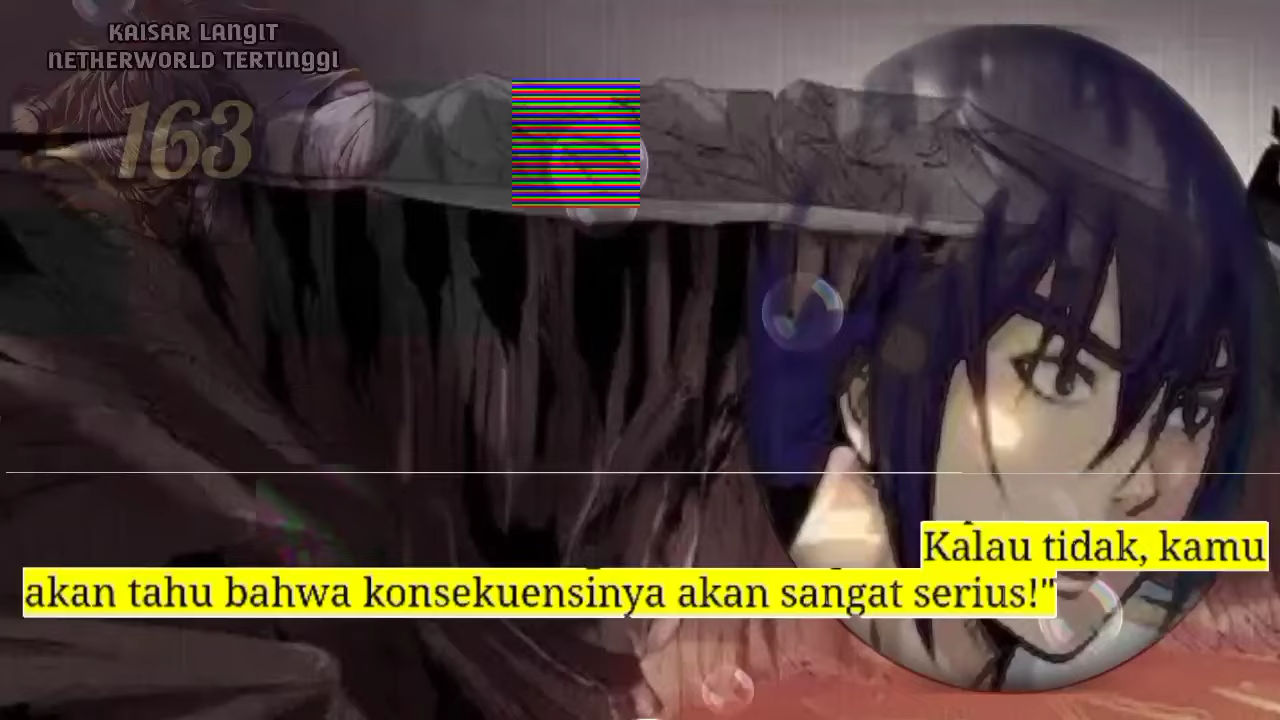 KAISAR LANGIT
NETHERWORLD TERTINGGI
163
Kalau tidak, kamu
akan tahu bahwa konsekuensinya akan sangat serius!"